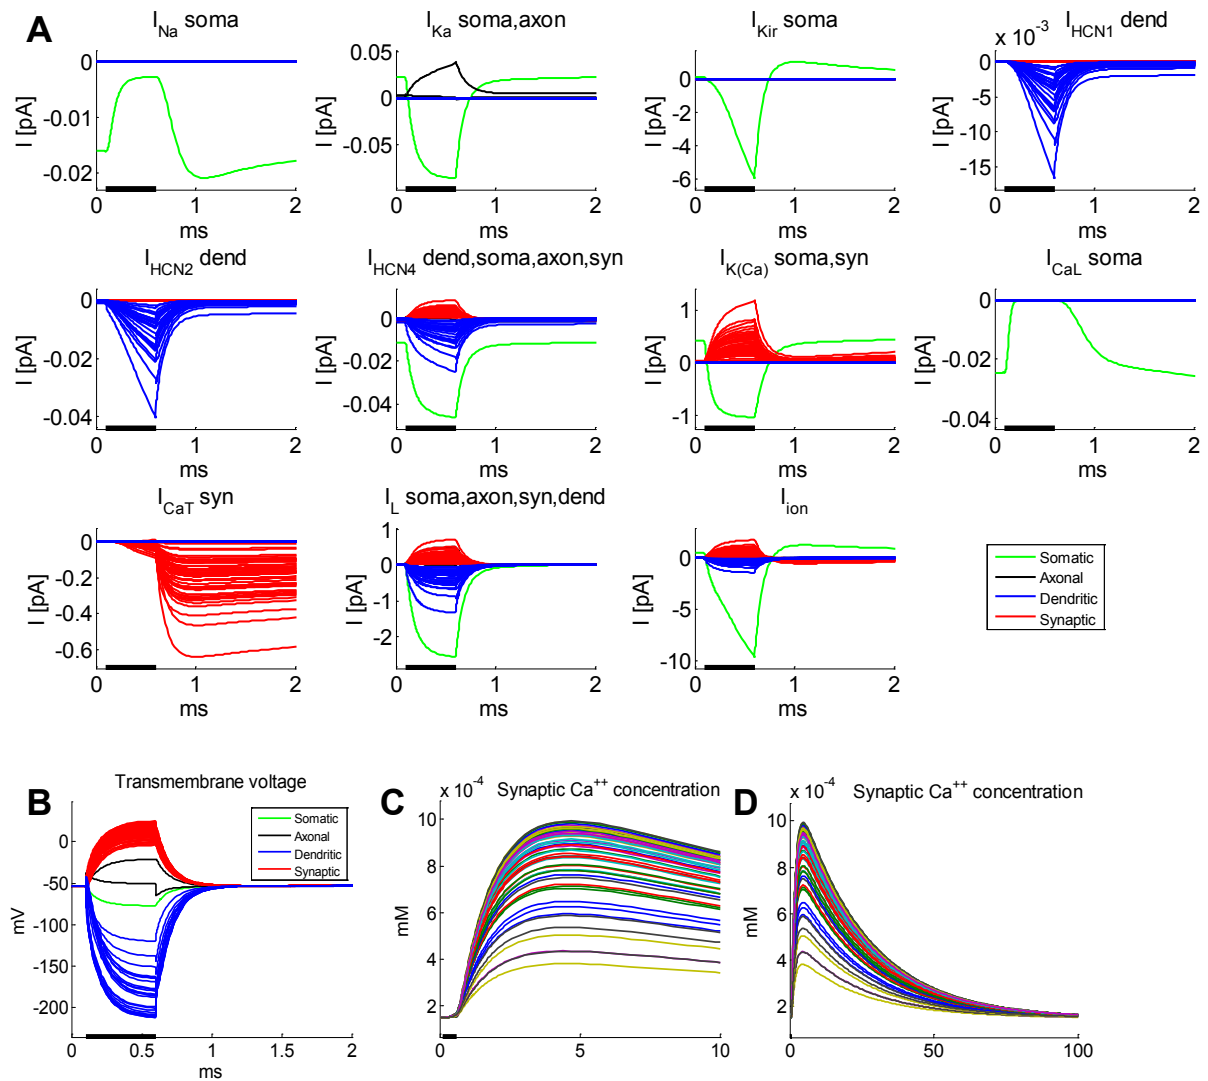 A
I_Na soma
I_Ka soma,axon
I_Kir soma
I_HCN1 dend
x 10^-3
I [pA]
0
-0.01
-0.02
0 1 2
ms
I [pA]
0.05
0
-0.05
0 1 2
ms
I [pA]
0
-2
-4
-6
0 1 2
ms
I [pA]
0
-5
-10
-15
0 1 2
ms
I_HCN2 dend
I_HCN4 dend,soma,axon,syn
I_K(Ca) soma,syn
I_CaL soma
I [pA]
0
-0.02
-0.04
0 1 2
ms
I [pA]
0
-0.02
-0.04
0 1 2
ms
I [pA]
1
0
-1
0 1 2
ms
I [pA]
0
-0.02
-0.04
0 1 2
ms
I_CaT syn
I_L soma,axon,syn,dend
I_ion
I [pA]
0
-0.2
-0.4
-0.6
0 1 2
ms
I [pA]
1
0
-1
-2
0 1 2
ms
I [pA]
0
-5
-10
0 1 2
ms
Somatic
Axonal
Dendritic
Synaptic
B
Transmembrane voltage
mV
0
-50
-100
-150
-200
0 0.5 1 1.5 2
ms
Somatic
Axonal
Dendritic
Synaptic
C
x 10^-4
Synaptic Ca^++ concentration
mM
10
8
6
4
2
0 5 10
D
x 10^-4
Synaptic Ca^++ concentration
mM
10
8
6
4
2
0 50 100